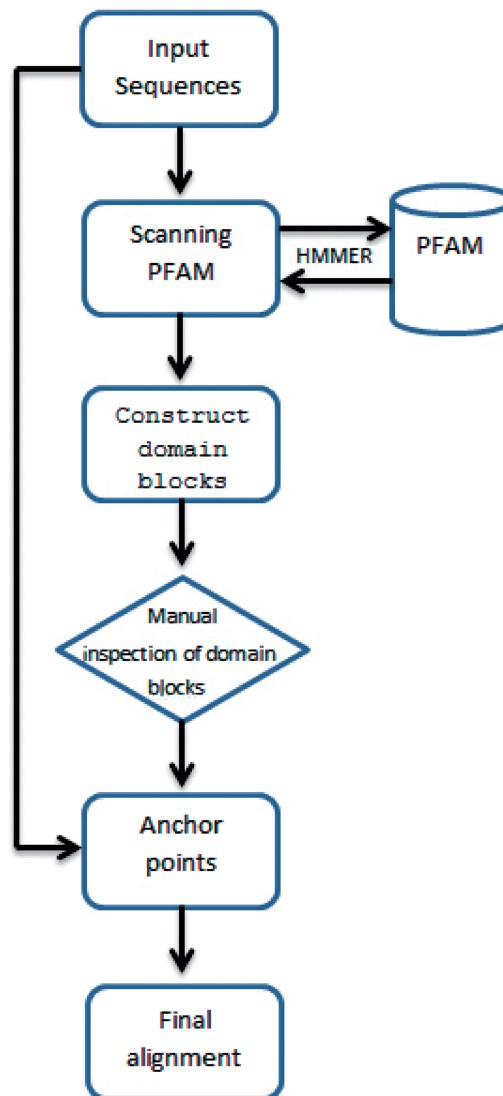 Input
Sequences
Scanning
PFAM
HMMER
PFAM
Construct
domain
blocks
Manual
inspection of domain
blocks
Anchor
points
Final
alignment